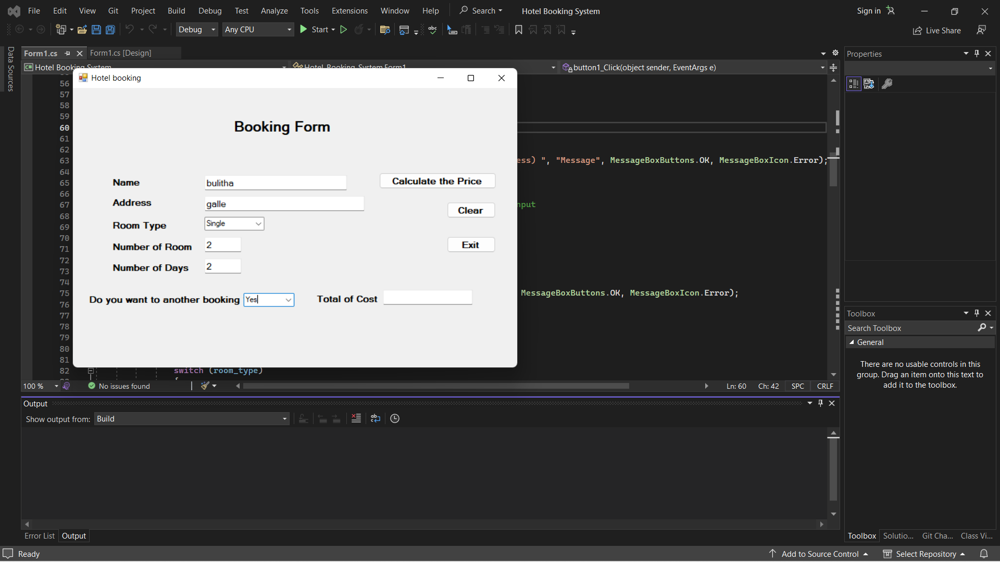 File Edit View Git Project Build Debug Test Analyze Tools Extensions Window Help Search Hotel Booking System Sign in
Debug Any CPU Start Live Share
Data Sources
Form1.cs Form1.cs [Design]
Hotel Booking System Hotel_Booking_System.Form1 button1_Click(object sender, EventArgs e)
Hotel booking
Booking Form
Name bulitha Calculate the Price
Address galle
Clear
Room Type Single
Number of Room 2 Exit
Number of Days 2
Do you want to another booking Yes Total of Cost
56
57
58
59
60
61
62
63 ess) ", "Message", MessageBoxButtons.OK, MessageBoxIcon.Error);
64
65
66
67 nput
68
69
70
71
72
73
74
75 MessageBoxButtons.OK, MessageBoxIcon.Error);
76
77
78
79
80
81
82 switch (room_type)
{
100 % No issues found Ln: 60 Ch: 42 SPC CRLF
Output
Show output from: Build
Error List Output
Properties
Toolbox
Search Toolbox
General
There are no usable controls in this
group. Drag an item onto this text to
add it to the toolbox.
Toolbox Solutio... Git Cha... Class Vi...
Ready Add to Source Control Select Repository